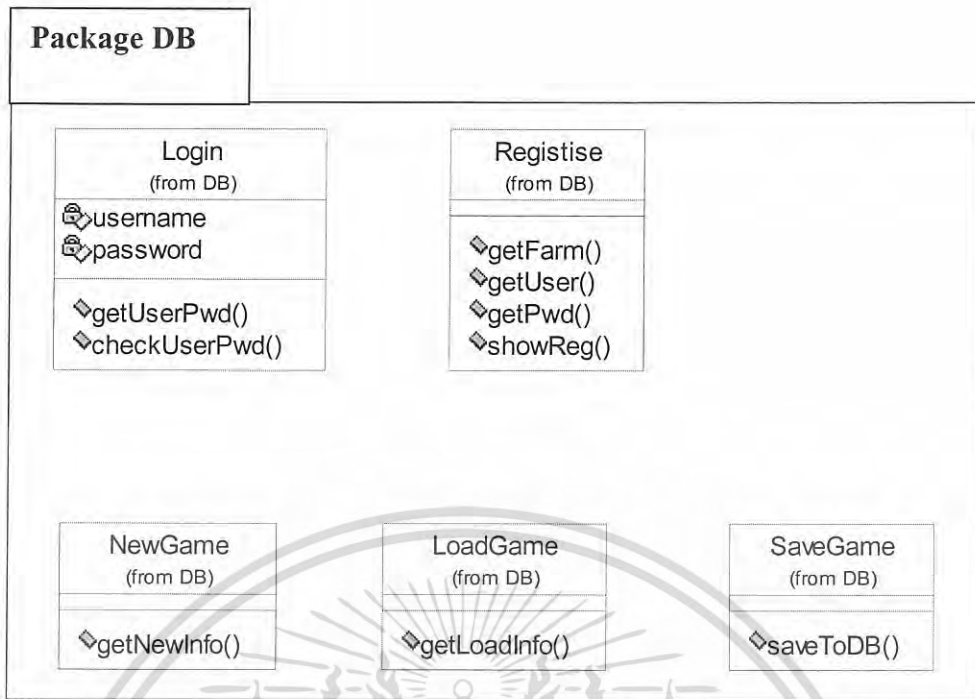 Package DB
Login
(from DB)
username
password
getUserPwd()
checkUserPwd()
Registise
(from DB)
getFarm()
getUser()
getPwd()
showReg()
NewGame
(from DB)
getNewInfo()
LoadGame
(from DB)
getLoadInfo()
SaveGame
(from DB)
saveToDB()